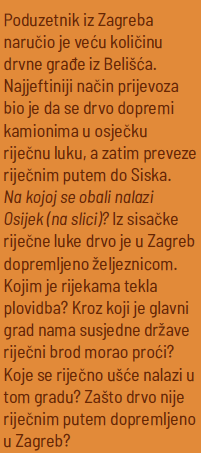 Poduzetnik iz Zagreba
naručio je veću količinu
drvne građe iz Belišća.
Najjeftiniji način prijevoza
bio je da se drvo dopremi
kamionima u osječku
riječnu luku, a zatim preveze
riječnim putem do Siska.
Na kojoj se obali nalazi
Osijek (na slici)? Iz sisačke
riječne luke drvo je u Zagreb
dopremljeno željeznicom.
Kojim je rijekama tekla
plovidba? Kroz koji je glavni
grad nama susjedne države
riječni brod morao proći?
Koje se riječno ušće nalazi u
tom gradu? Zašto drvo nije
riječnim putem dopremljeno
u Zagreb?